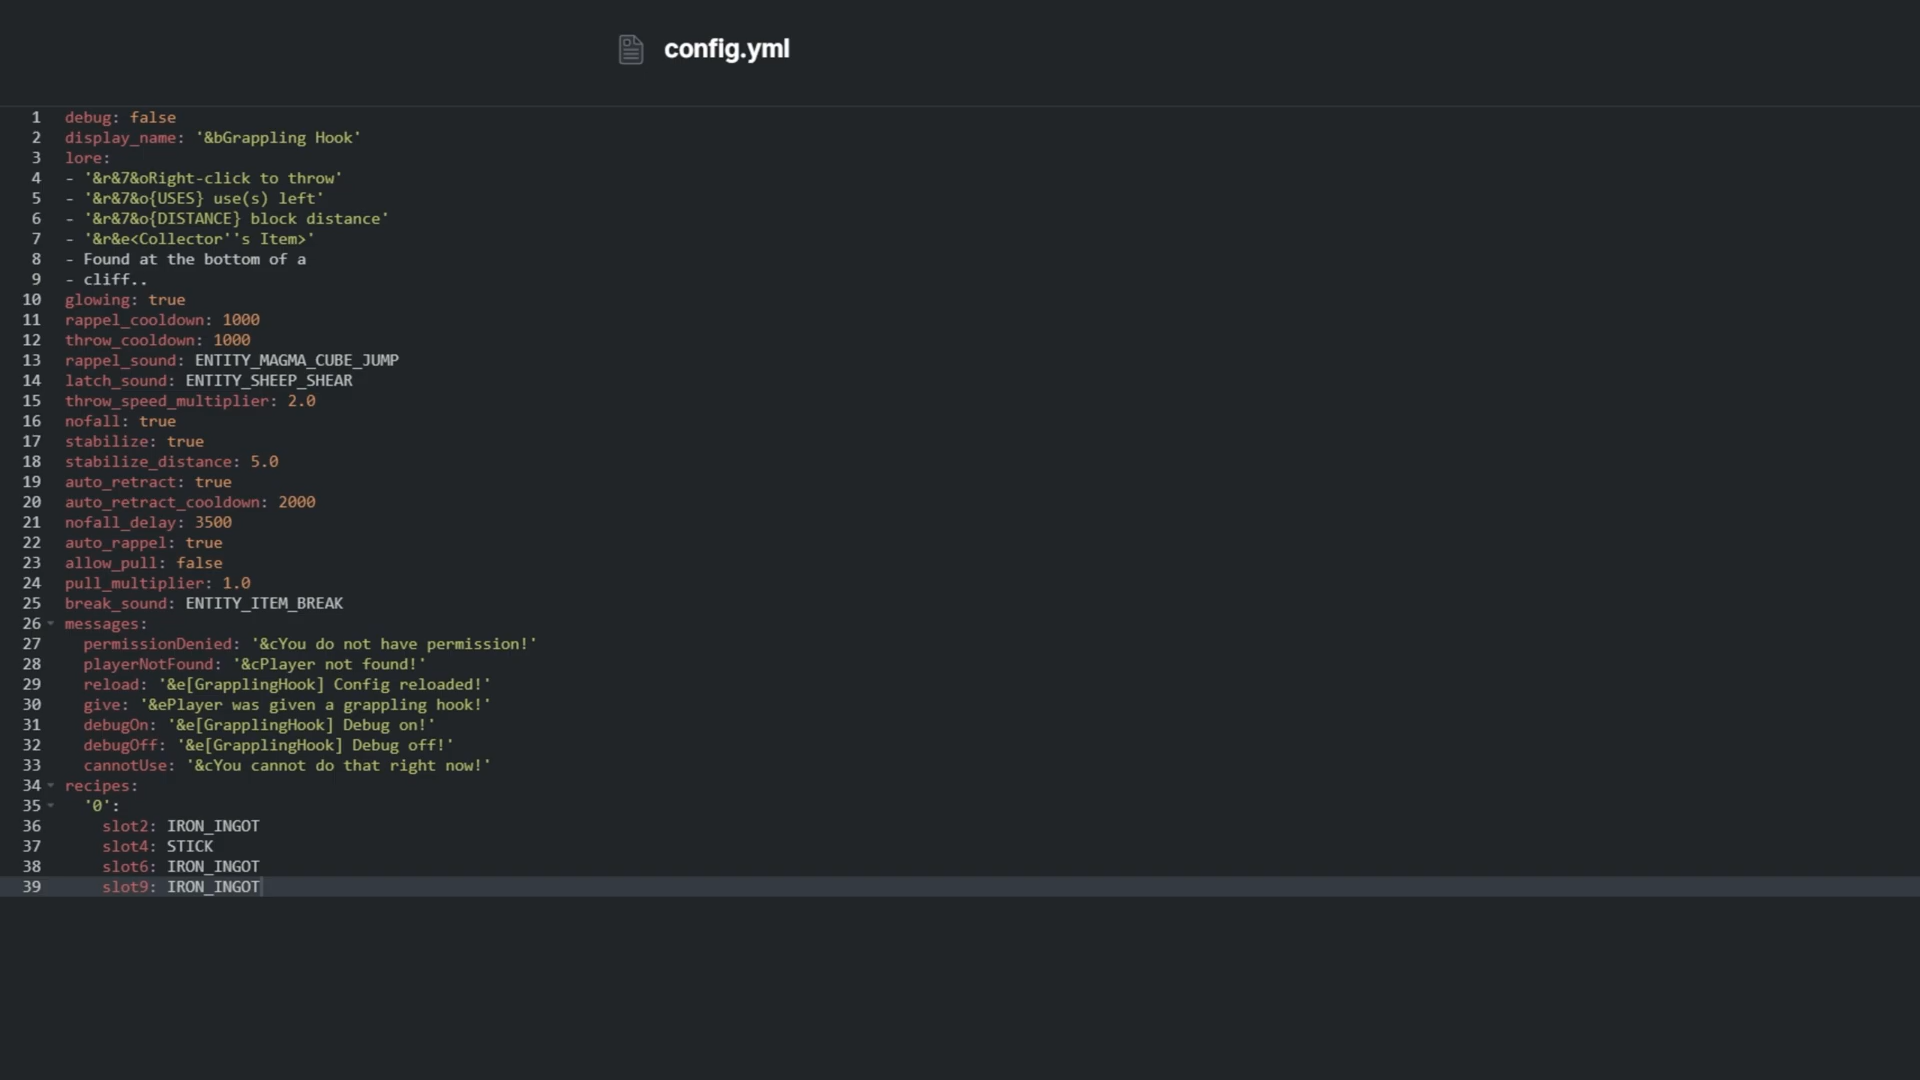 config.yml
1 debug: false
2 display_name: '&bGrappling Hook'
3 lore:
4 - '&r&7&oRight-click to throw'
5 - '&r&7&o{USES} use(s) left'
6 - '&r&7&o{DISTANCE} block distance'
7 - '&r&e<Collector''s Item>'
8 - Found at the bottom of a
9 - cliff..
10 glowing: true
11 rappel_cooldown: 1000
12 throw_cooldown: 1000
13 rappel_sound: ENTITY_MAGMA_CUBE_JUMP
14 latch_sound: ENTITY_SHEEP_SHEAR
15 throw_speed_multiplier: 2.0
16 nofall: true
17 stabilize: true
18 stabilize_distance: 5.0
19 auto_retract: true
20 auto_retract_cooldown: 2000
21 nofall_delay: 3500
22 auto_rappel: true
23 allow_pull: false
24 pull_multiplier: 1.0
25 break_sound: ENTITY_ITEM_BREAK
26 messages:
27 permissionDenied: '&cYou do not have permission!'
28 playerNotFound: '&cPlayer not found!'
29 reload: '&e[GrapplingHook] Config reloaded!'
30 give: '&ePlayer was given a grappling hook!'
31 debugOn: '&e[GrapplingHook] Debug on!'
32 debugOff: '&e[GrapplingHook] Debug off!'
33 cannotUse: '&cYou cannot do that right now!'
34 recipes:
35 '0':
36 slot2: IRON_INGOT
37 slot4: STICK
38 slot6: IRON_INGOT
39 slot9: IRON_INGOT